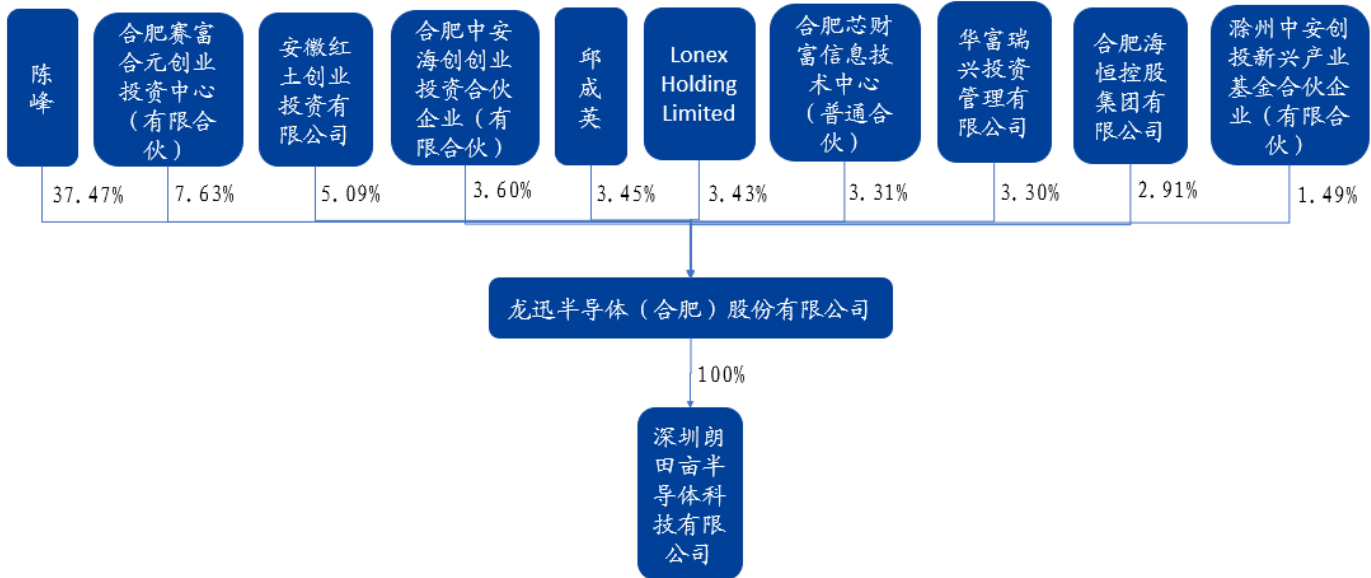 陈
峰
合肥赛富
合元创业
投资中心
（有限合
伙）
安徽红
土创业
投资有
限公司
合肥中安
海创创业
投资合伙
企业（有
限合伙）
邱
成
英
Lonex
Holding
Limited
合肥芯财
富信息技
术中心
（普通合
伙）
华富瑞
兴投资
管理有
限公司
合肥海
恒控股
集团有
限公司
滁州中安创
投新兴产业
基金合伙企
业（有限合
伙）
37.47%
7.63%
5.09%
3.60%
3.45%
3.43%
3.31%
3.30%
2.91%
1.49%
龙迅半导体（合肥）股份有限公司
100%
深圳朗
田亩半
导体科
技有限
公司